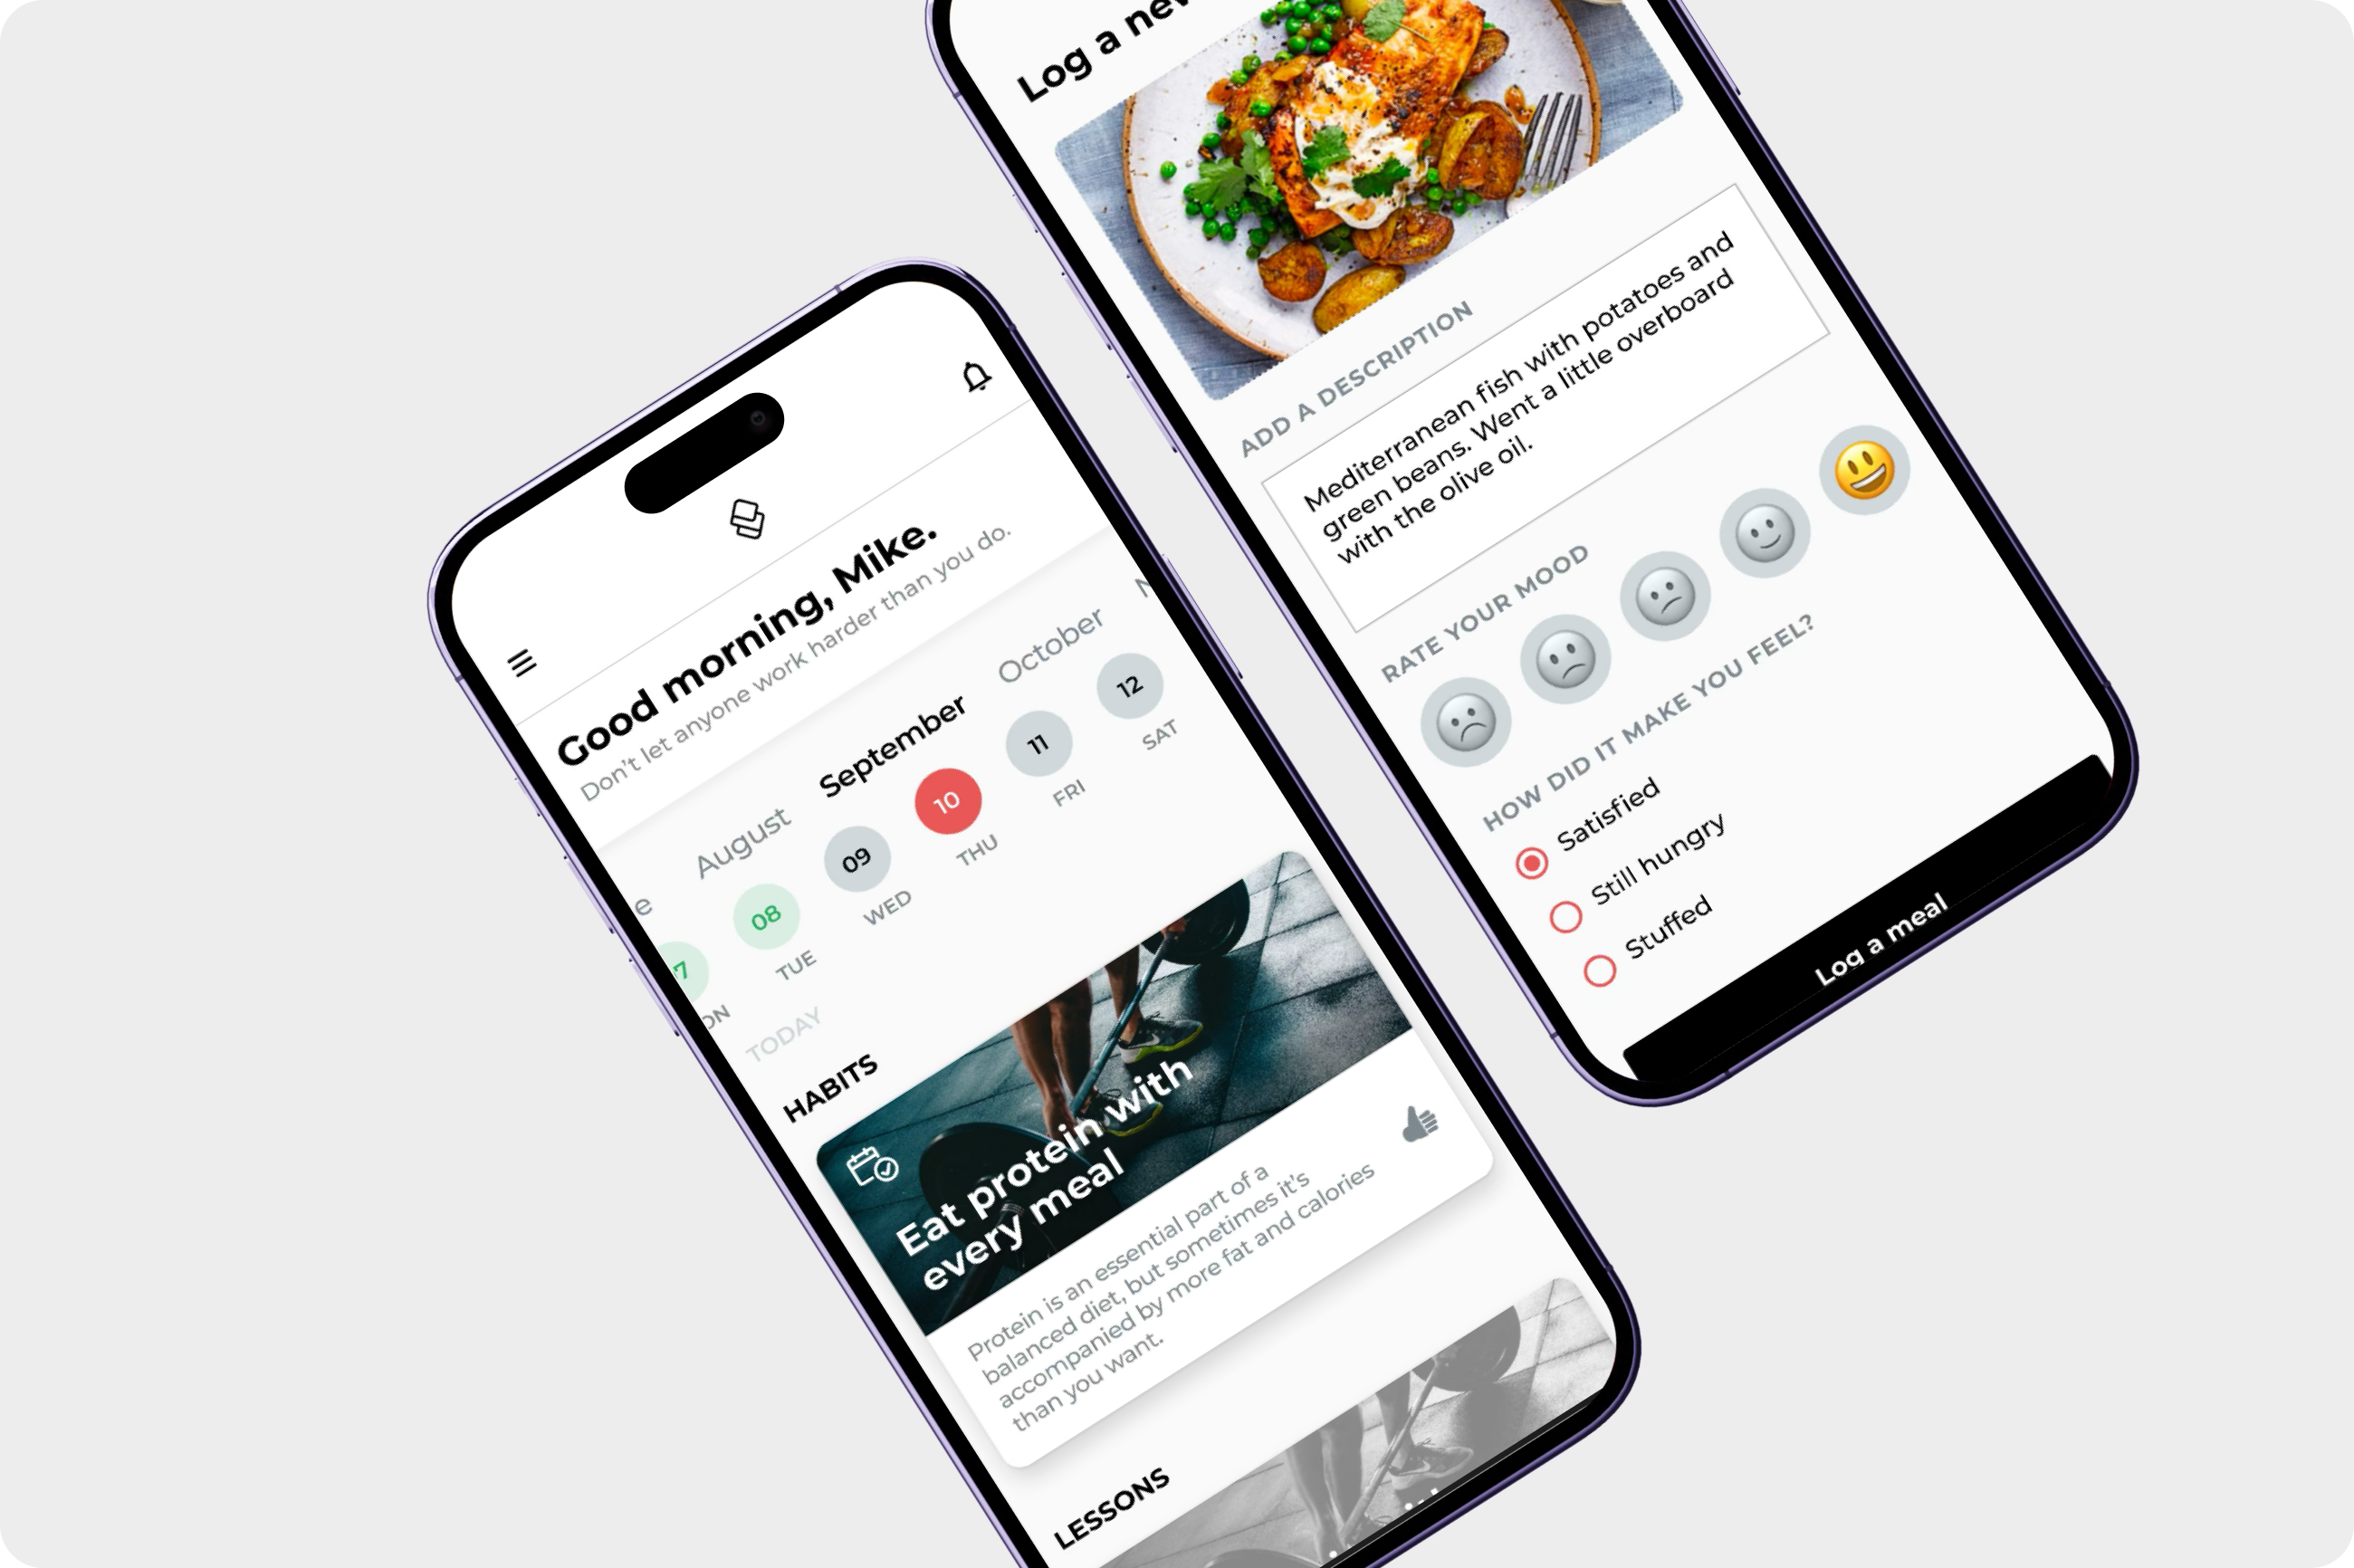 Good morning, Mike.
Don't let anyone work harder than you do.
August
September
October
08
09
10
11
12
TUE
WED
THU
FRI
SAT
TODAY
HABITS
Eat protein with
every meal
Protein is an essential part of a
balanced diet, but sometimes it's
accompanied by more fat and calories
than you want.
LESSONS
Log a new
ADD A DESCRIPTION
Mediterranean fish with potatoes and
green beans. Went a little overboard
with the olive oil.
RATE YOUR MOOD
HOW DID IT MAKE YOU FEEL?
Satisfied
Still hungry
Stuffed
Log a meal